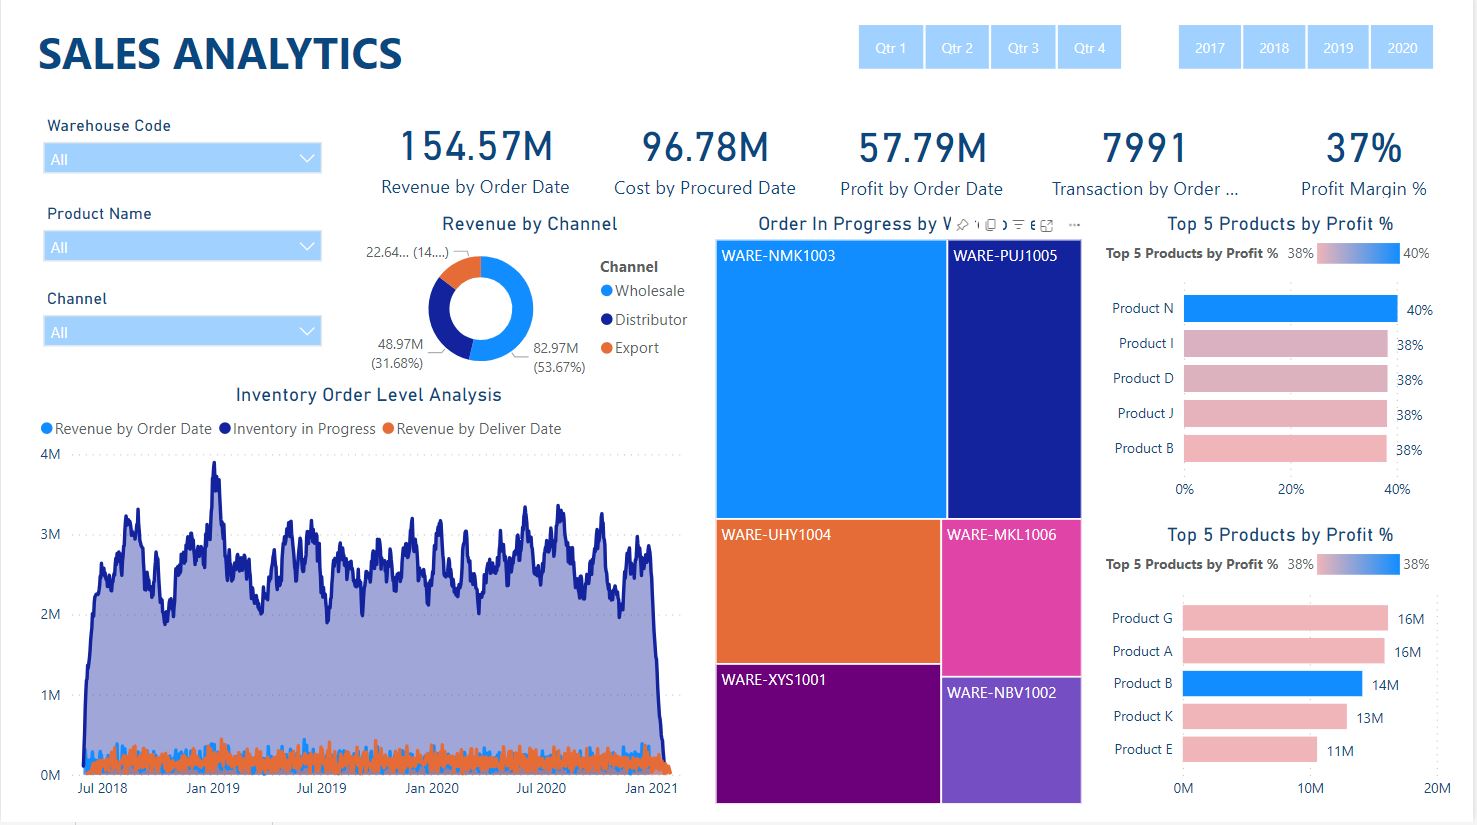 SALES ANALYTICS
Qtr 1
Qtr 2
Qtr 3
Qtr 4
2017
2018
2019
2020
Warehouse Code
All
Product Name
All
Channel
All
154.57M
Revenue by Order Date
96.78M
Cost by Procured Date
57.79M
Profit by Order Date
7991
Transaction by Order ...
37%
Profit Margin %
Revenue by Channel
22.64... (14....)
48.97M
(31.68%)
82.97M
(53.67%)
Channel
Wholesale
Distributor
Export
Inventory Order Level Analysis
Revenue by Order Date
Inventory in Progress
Revenue by Deliver Date
4M
3M
2M
1M
0M
Jul 2018
Jan 2019
Jul 2019
Jan 2020
Jul 2020
Jan 2021
Order In Progress by
WARE-NMK1003
WARE-PUJ1005
WARE-UHY1004
WARE-MKL1006
WARE-XYS1001
WARE-NBV1002
Top 5 Products by Profit %
Top 5 Products by Profit % 38% 40%
Product N 40%
Product I 38%
Product D 38%
Product J 38%
Product B 38%
0% 20% 40%
Top 5 Products by Profit %
Top 5 Products by Profit % 38% 38%
Product G 16M
Product A 16M
Product B 14M
Product K 13M
Product E 11M
0M 10M 20M